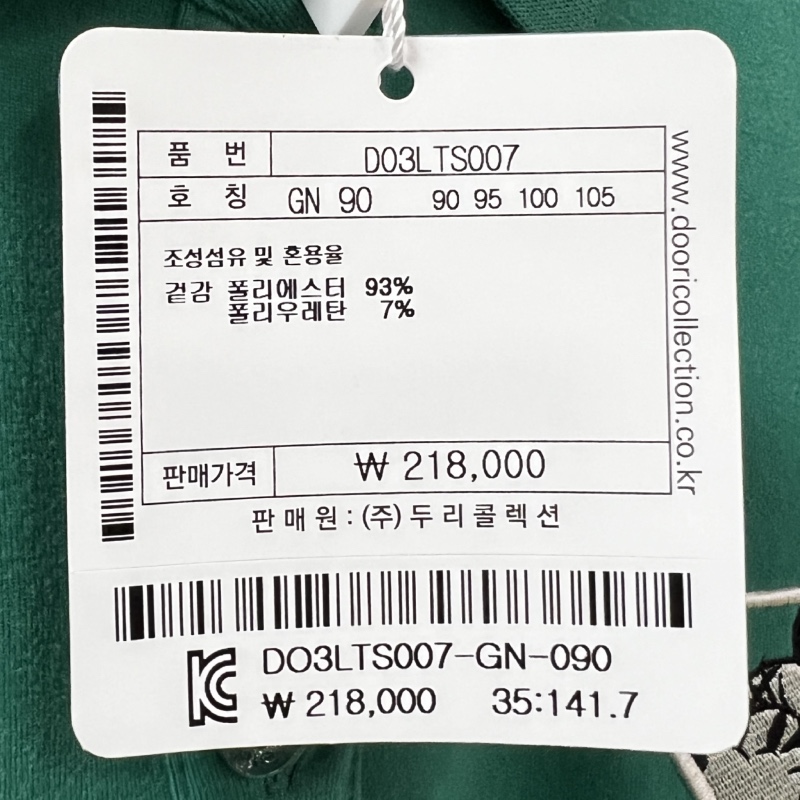 품 번 D03LTS007
호 칭 GN 90 90 95 100 105
조성섬유 및 혼용율
겉감 폴리에스터 93%
폴리우레탄 7%
판매가격 ₩ 218,000
판 매 원 : (주) 두 리 콜 렉 션
www.dooricollection.co.kr
KC DO3LTS007-GN-090
₩ 218,000 35:141.7